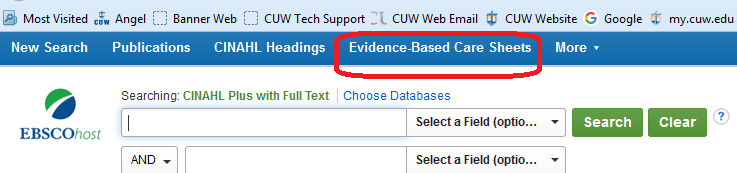 Most Visited Angel Banner Web CUW Tech Support CUW Web Email CUW Website Google my.cuw.edu
New Search Publications CINAHL Headings Evidence-Based Care Sheets More
Searching: CINAHL Plus with Full Text Choose Databases
EBSCOhost
Select a Field (optio... Search Clear ?
AND Select a Field (optio...